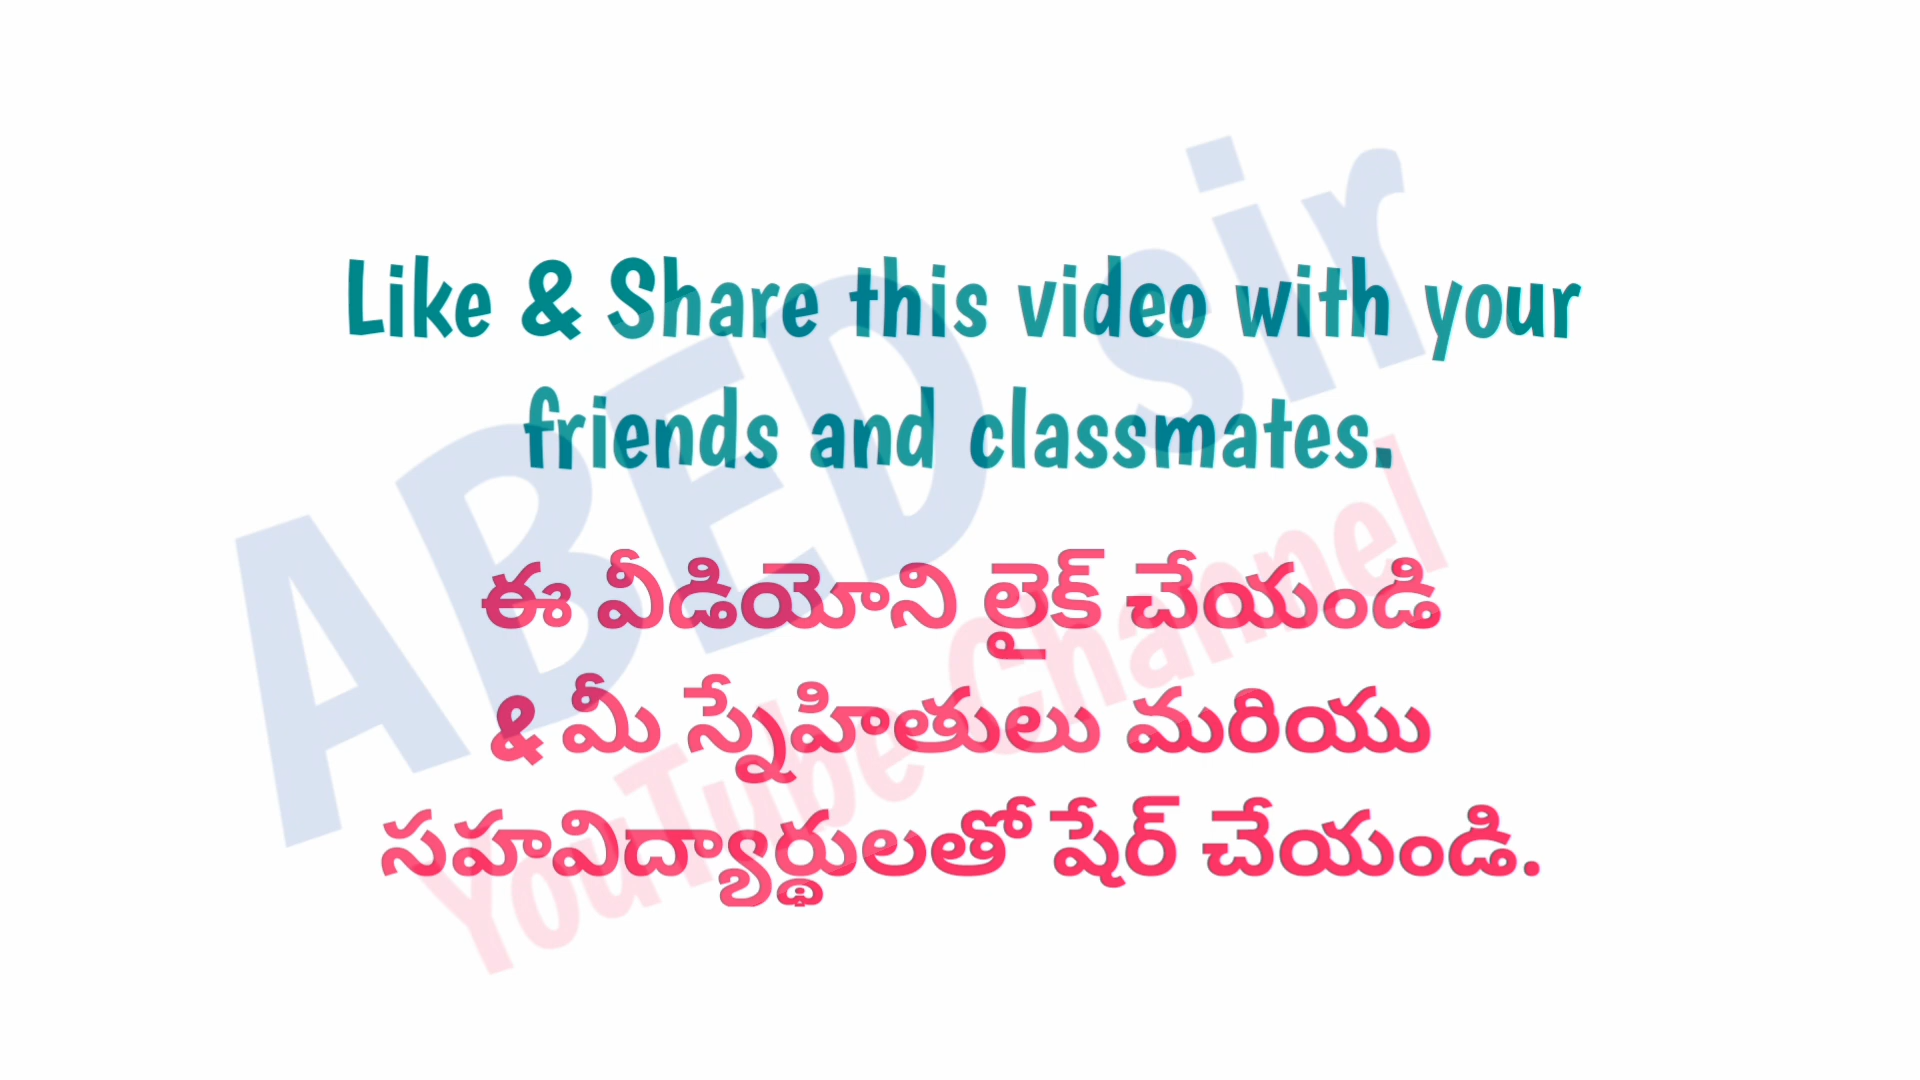 Like & Share this video with your
friends and classmates.
ఈ వీడియోని లైక్ చేయండి
& మీ స్నేహితులు మరియు
సహవిద్యార్థులతో షేర్ చేయండి.
ABED sir
YouTube Channel